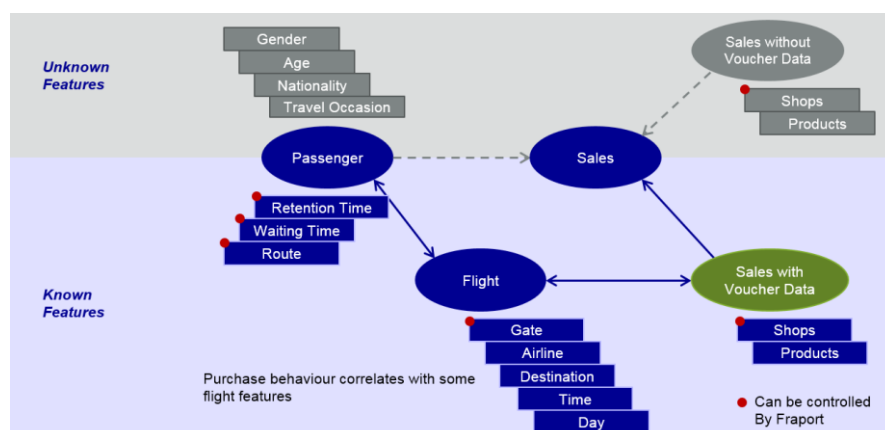 Unknown
Features
Gender
Age
Nationality
Travel Occasion
Sales without
Voucher Data
Shops
Products
Passenger
Sales
Retention Time
Waiting Time
Route
Known
Features
Flight
Sales with
Voucher Data
Gate
Airline
Destination
Time
Day
Shops
Products
Purchase behaviour correlates with some
flight features
Can be controlled
By Fraport